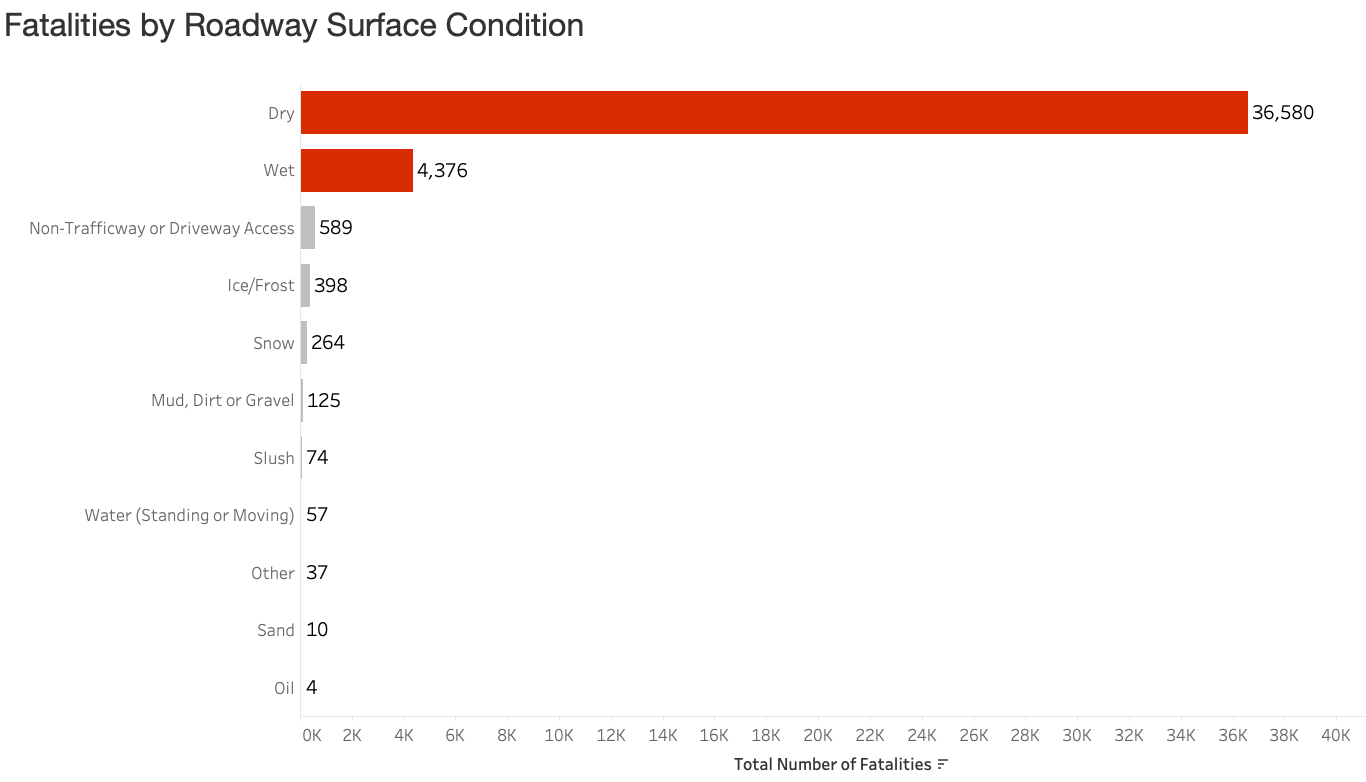 Fatalities by Roadway Surface Condition
Dry 36,580
Wet 4,376
Non-Trafficway or Driveway Access 589
Ice/Frost 398
Snow 264
Mud, Dirt or Gravel 125
Slush 74
Water (Standing or Moving) 57
Other 37
Sand 10
Oil 4
0K 2K 4K 6K 8K 10K 12K 14K 16K 18K 20K 22K 24K 26K 28K 30K 32K 34K 36K 38K 40K
Total Number of Fatalities